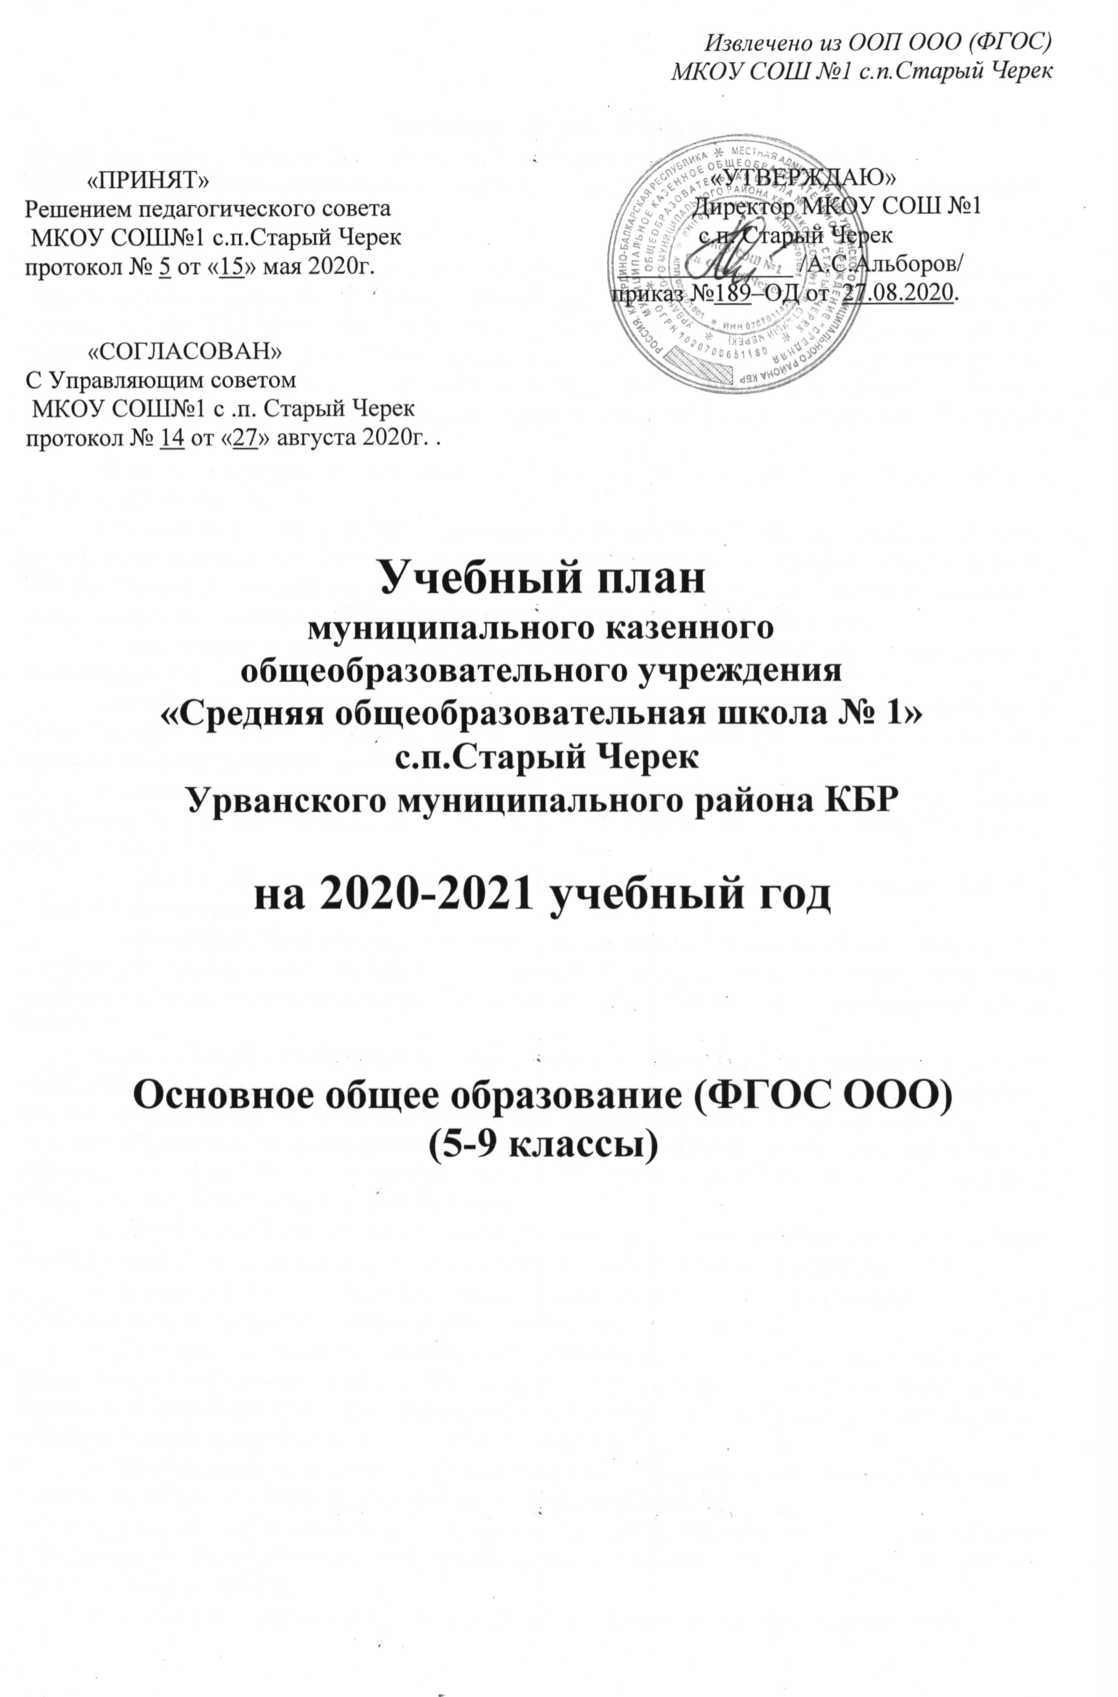 Извлечено из ООП ООО (ФГОС)
МКОУ СОШ №1 с.п.Старый Черек
«ПРИНЯТ»
Решением педагогического совета
МКОУ СОШ№1 с.п.Старый Черек
протокол № 5 от «15» мая 2020г.
«УТВЕРЖДАЮ»
Директор МКОУ СОШ №1
с.п. Старый Черек
/А.С.Альборов/
приказ №189–ОД от 27.08.2020.
«СОГЛАСОВАН»
С Управляющим советом
МКОУ СОШ№1 с .п. Старый Черек
протокол № 14 от «27» августа 2020г. .
Учебный план
муниципального казенного
общеобразовательного учреждения
«Средняя общеобразовательная школа № 1»
с.п.Старый Черек
Урванского муниципального района КБР
на 2020-2021 учебный год
Основное общее образование (ФГОС ООО)
(5-9 классы)